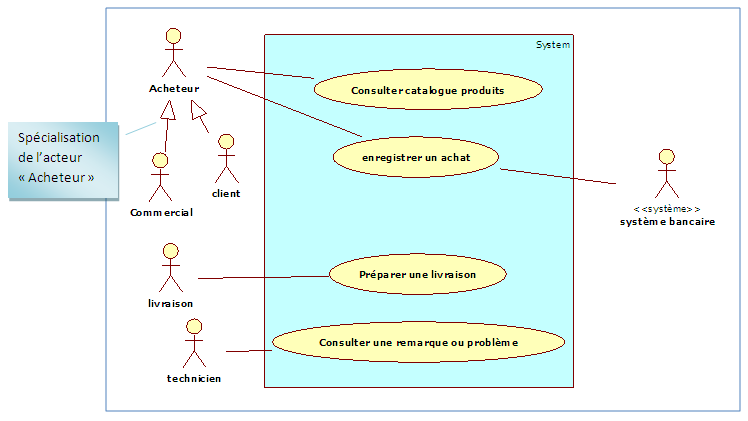 System
Acheteur
Consulter catalogue produits
Spécialisation
de l'acteur
« Acheteur »
enregistrer un achat
client
Commercial
<<système>>
système bancaire
Préparer une livraison
livraison
Consulter une remarque ou problème
technicien